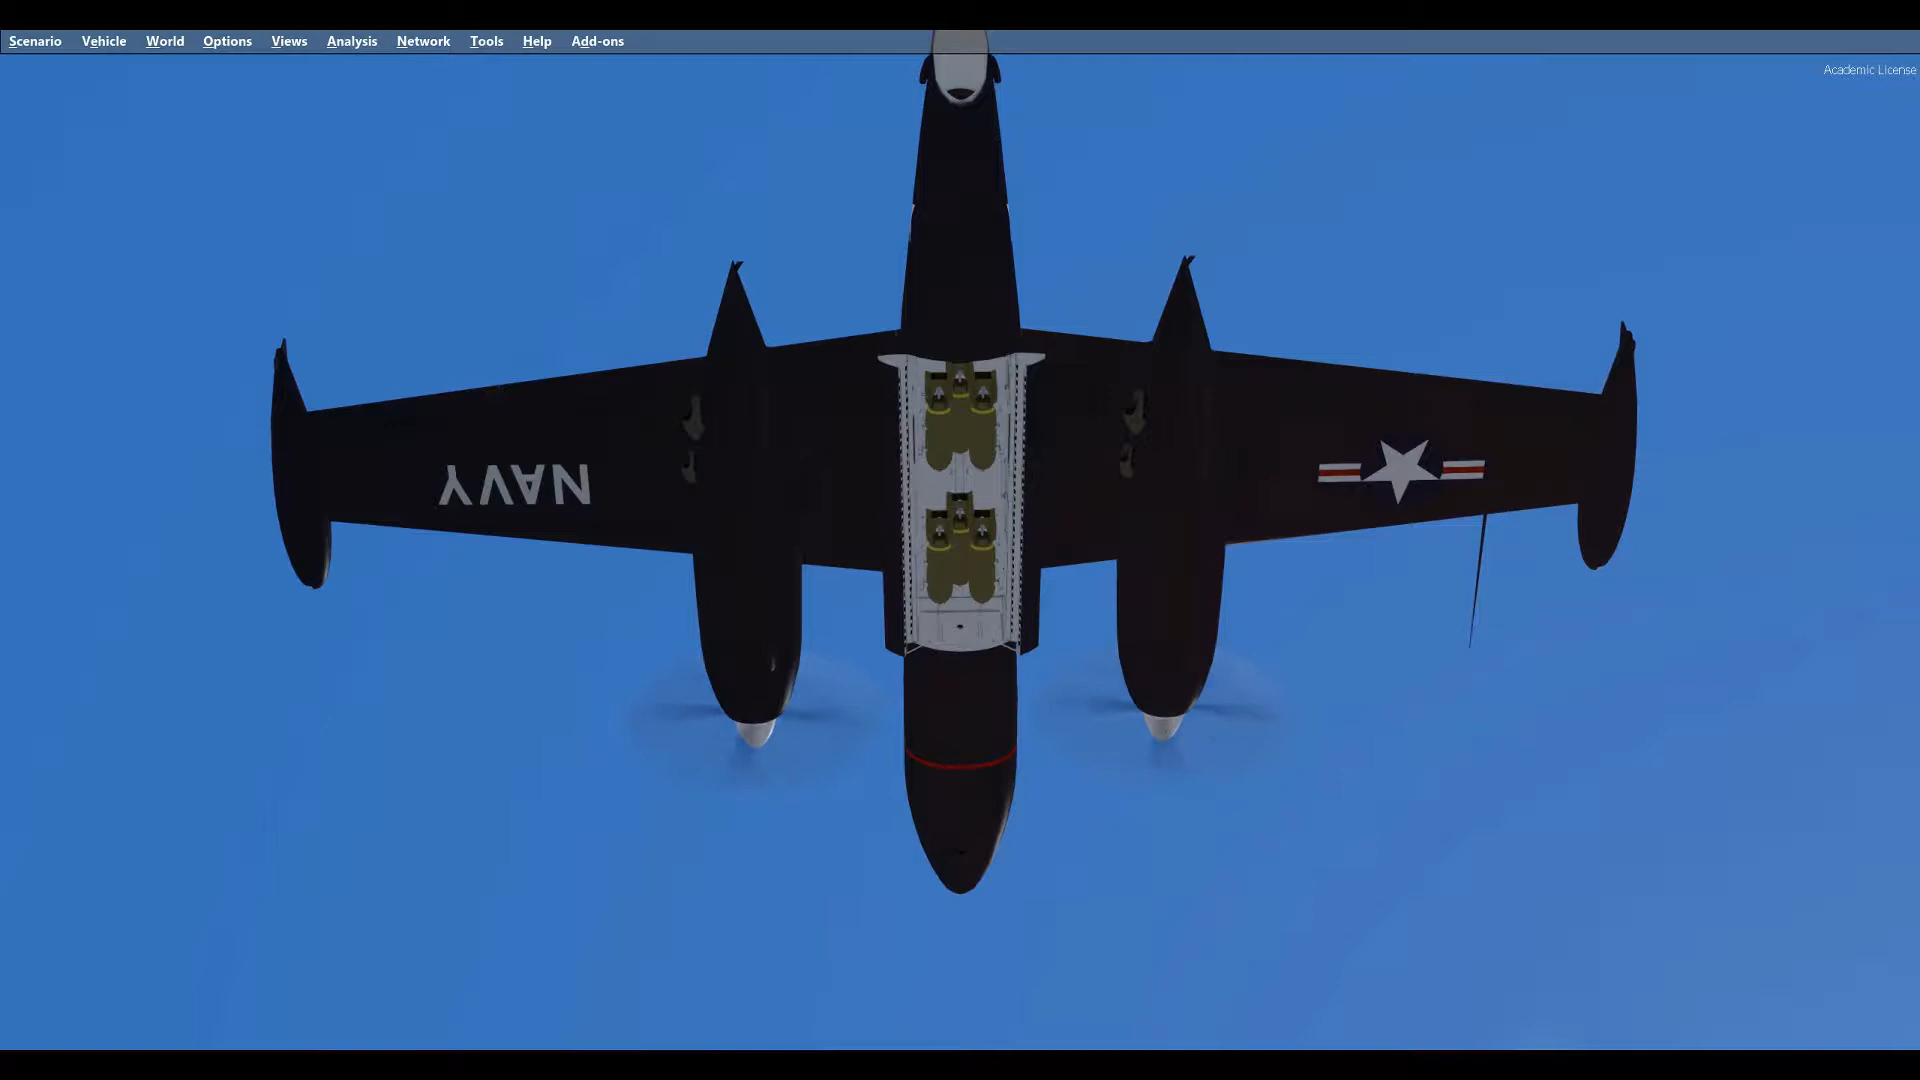 Scenario Vehicle World Options Views Analysis Network Tools Help Add-ons
Academic License
NAVY